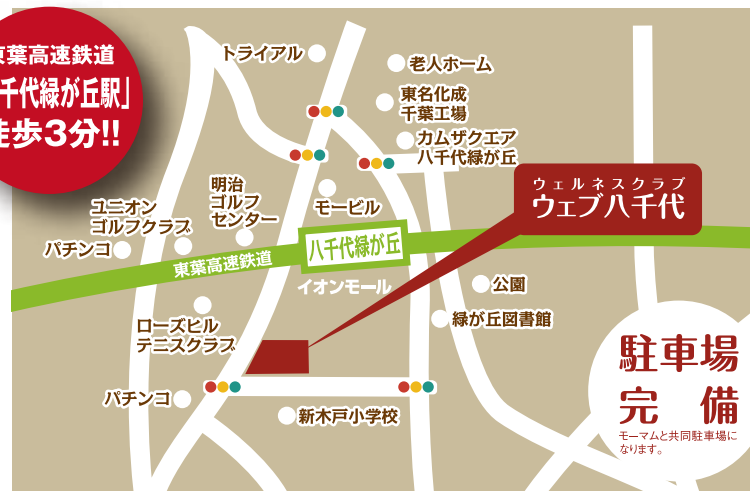 東葉高速鉄道
千代緑が丘駅」
徒歩3分!!
トライアル
老人ホーム
東名化成
千葉工場
カムザクエア
八千代緑が丘
ウェルネスクラブ
ウェブ八千代
明治
ゴルフ
センター
モービル
ユニオン
ゴルフクラブ
パチンコ
東葉高速鉄道
八千代緑が丘
イオンモール
公園
緑が丘図書館
ローズヒル
テニスクラブ
パチンコ
新木戸小学校
駐車場
完備
モーマムと共同駐車場に
なります。